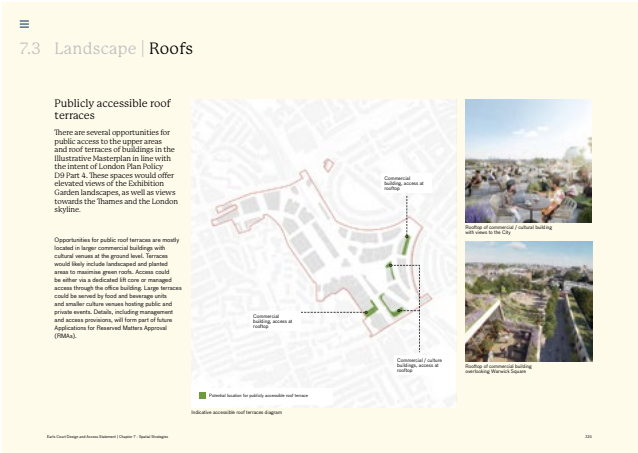 7.3 Landscape | Roofs
Publicly accessible roof
terraces
There are several opportunities for
public access to the upper areas
and roof terraces of buildings in the
Illustrative Masterplan in line with
the intent of London Plan Policy
D9 Part 4. These spaces would offer
elevated views of the Exhibition
Garden landscapes, as well as views
towards the Thames and the London
skyline.
Opportunities for public roof terraces are mostly
located in larger commercial buildings with
cultural venues at the ground level. Terraces
would likely include landscaped and planted
areas to maximise green roofs. Access could
be either via a dedicated lift core or managed
access through the office building. Large terraces
could be served by food and beverage units
and smaller culture venues hosting public and
private events. Details, including management
and access provisions, will form part of future
Applications for Reserved Matters Approval
(RMAs).
Commercial
building, access at
rooftop
Commercial
building, access at
rooftop
Commercial / culture
buildings, access at
rooftop
Potential location for publicly accessible roof terrace
Indicative accessible roof terraces diagram
Rooftop of commercial / cultural building
with views to the City
Rooftop of commercial building
overlooking Warwick Square
Earls Court Design and Access Statement | Chapter 7 - Spatial Strategies